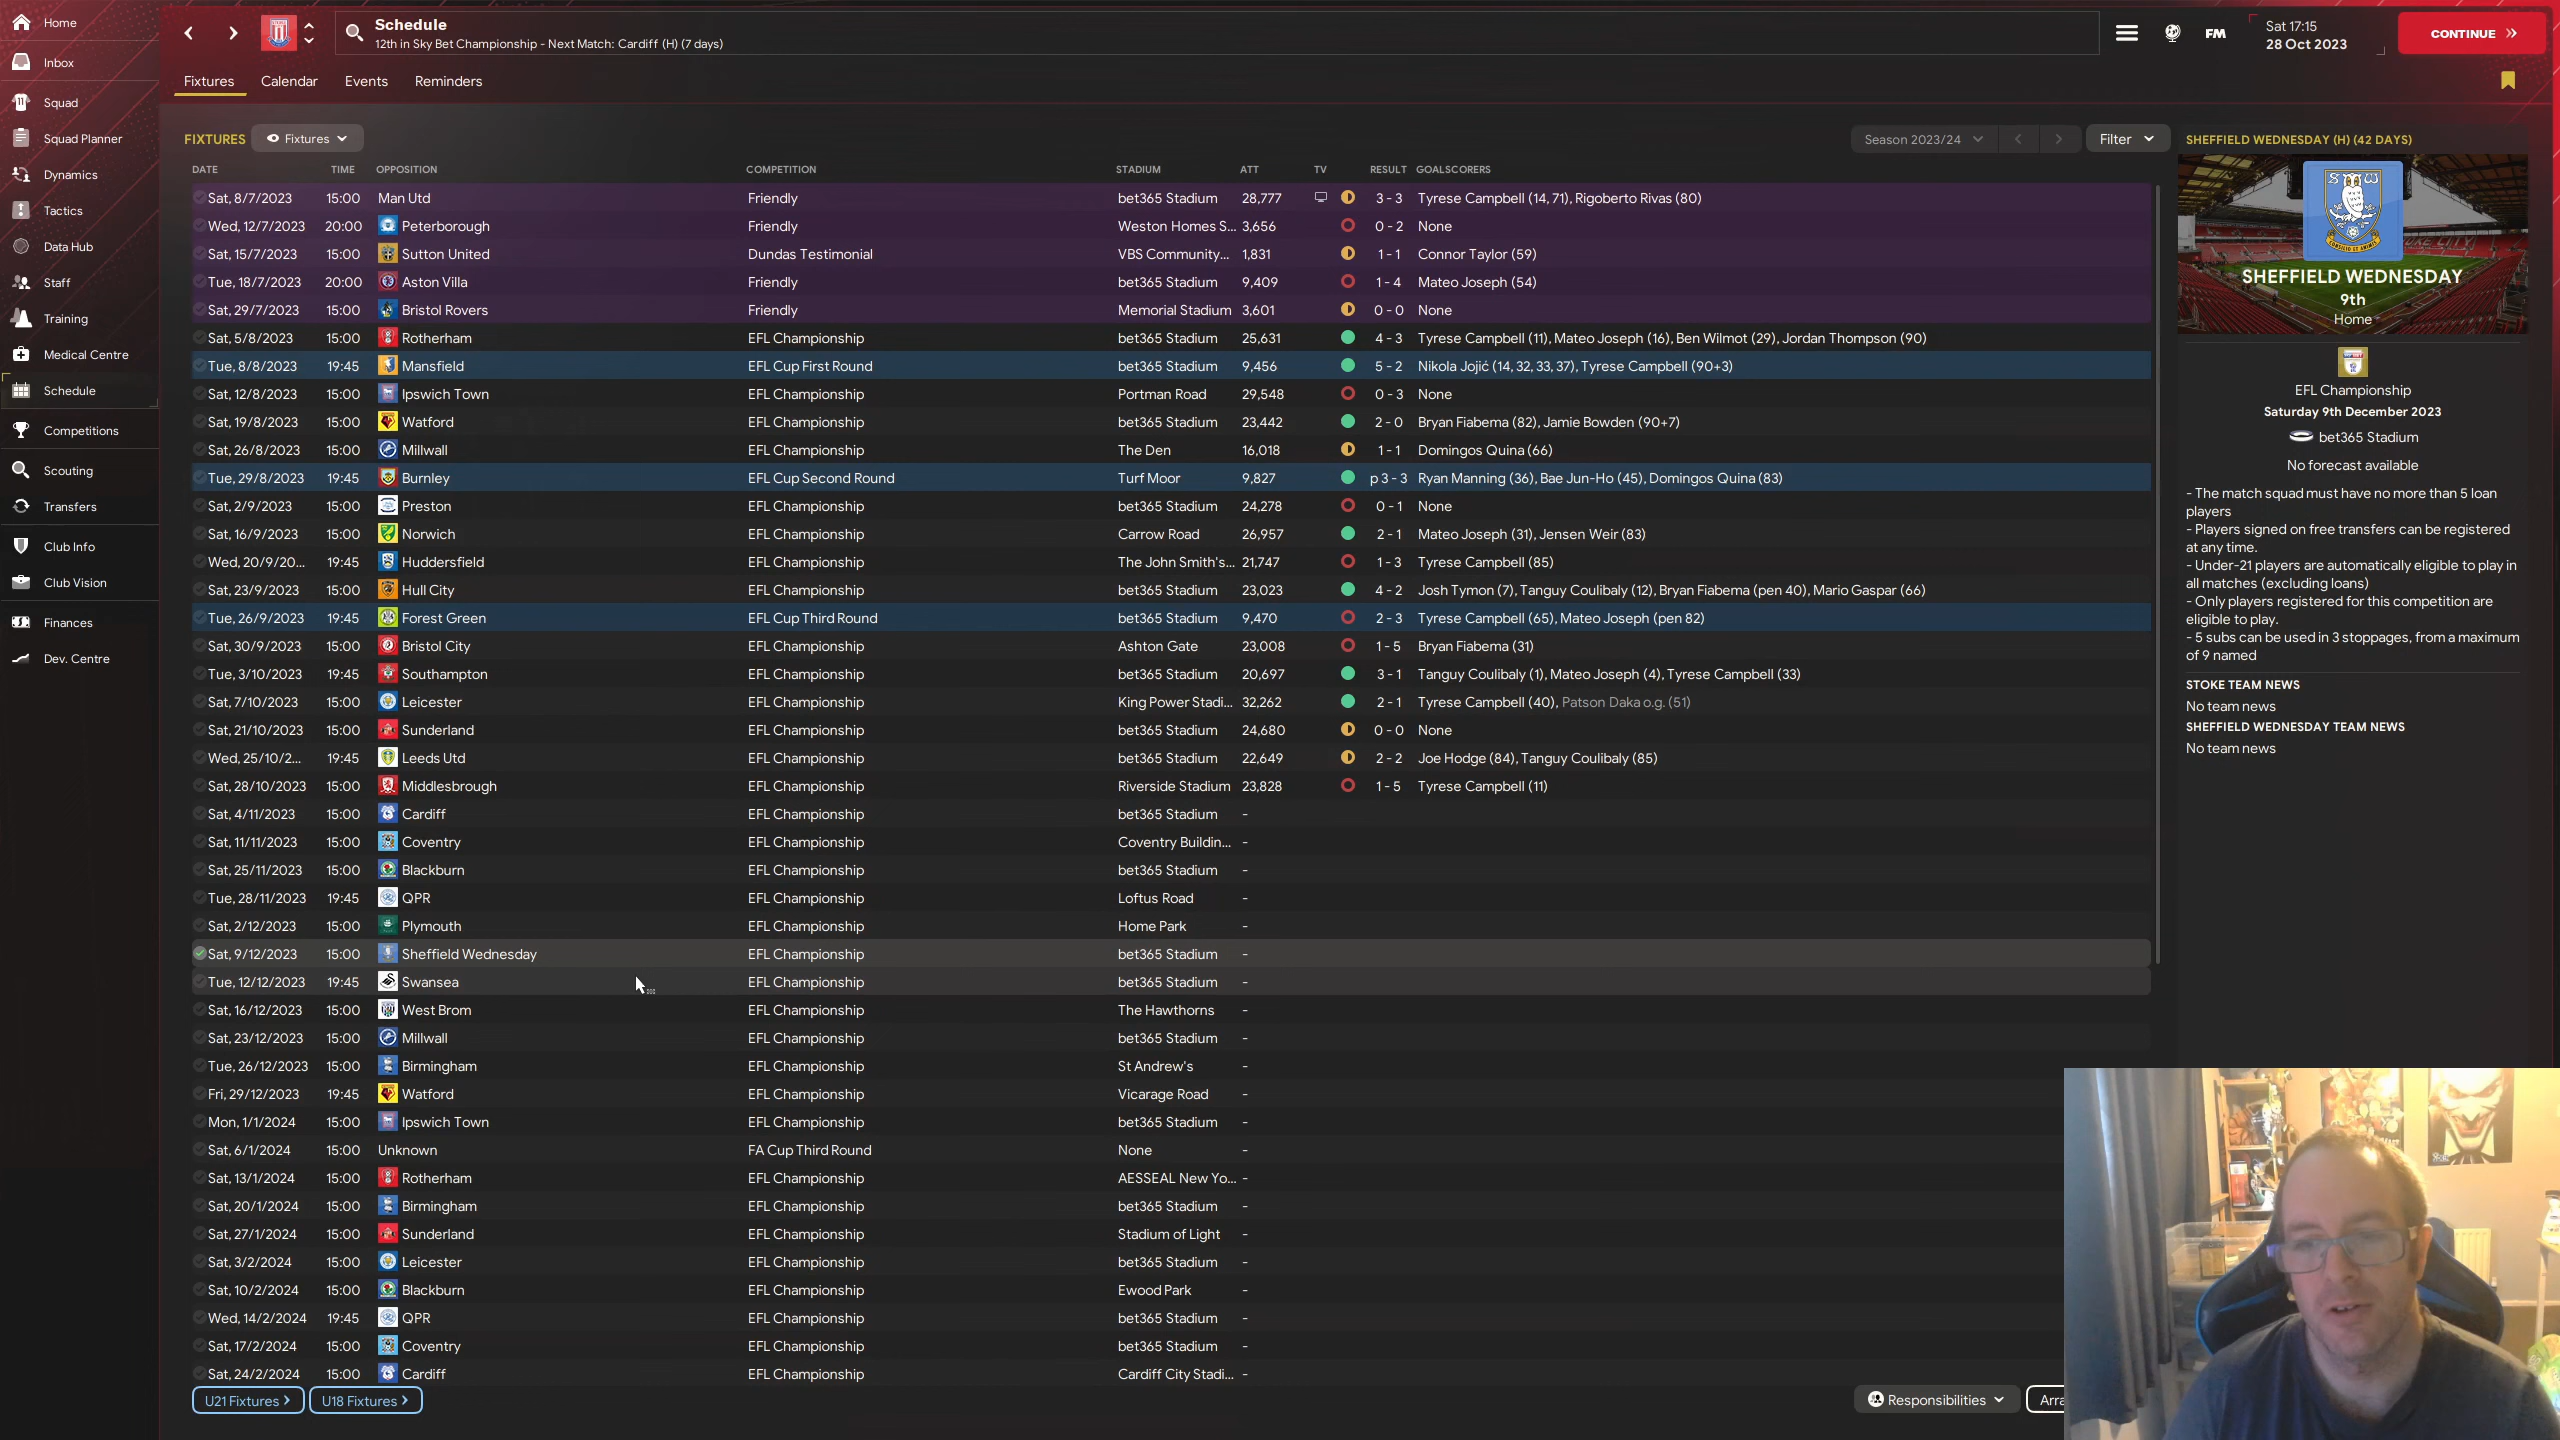 Home
Inbox
Squad
Squad Planner
Dynamics
Tactics
Data Hub
Staff
Training
Medical Centre
Schedule
Competitions
Scouting
Transfers
Club Info
Club Vision
Finances
Dev. Centre
Schedule
12th in Sky Bet Championship - Next Match: Cardiff (H) (7 days)
FM
Sat 17:15
28 Oct 2023
CONTINUE
Fixtures Calendar Events Reminders
FIXTURES Fixtures
Season 2023/24
Filter
DATE TIME OPPOSITION COMPETITION STADIUM ATT TV RESULT GOALSCORERS
Sat, 8/7/2023 15:00 Man Utd Friendly bet365 Stadium 28,777 3 - 3 Tyrese Campbell (14, 71), Rigoberto Rivas (80)
Wed, 12/7/2023 20:00 Peterborough Friendly Weston Homes S... 3,656 0 - 2 None
Sat, 15/7/2023 15:00 Sutton United Dundas Testimonial VBS Community... 1,831 1 - 1 Connor Taylor (59)
Tue, 18/7/2023 20:00 Aston Villa Friendly bet365 Stadium 9,409 1 - 4 Mateo Joseph (54)
Sat, 29/7/2023 15:00 Bristol Rovers Friendly Memorial Stadium 3,601 0 - 0 None
Sat, 5/8/2023 15:00 Rotherham EFL Championship bet365 Stadium 25,631 4 - 3 Tyrese Campbell (11), Mateo Joseph (16), Ben Wilmot (29), Jordan Thompson (90)
Tue, 8/8/2023 19:45 Mansfield EFL Cup First Round bet365 Stadium 9,456 5 - 2 Nikola Jojić (14, 32, 33, 37), Tyrese Campbell (90+3)
Sat, 12/8/2023 15:00 Ipswich Town EFL Championship Portman Road 29,548 0 - 3 None
Sat, 19/8/2023 15:00 Watford EFL Championship bet365 Stadium 23,442 2 - 0 Bryan Fiabema (82), Jamie Bowden (90+7)
Sat, 26/8/2023 15:00 Millwall EFL Championship The Den 16,018 1 - 1 Domingos Quina (66)
Tue, 29/8/2023 19:45 Burnley EFL Cup Second Round Turf Moor 9,827 p 3 - 3 Ryan Manning (36), Bae Jun-Ho (45), Domingos Quina (83)
Sat, 2/9/2023 15:00 Preston EFL Championship bet365 Stadium 24,278 0 - 1 None
Sat, 16/9/2023 15:00 Norwich EFL Championship Carrow Road 26,957 2 - 1 Mateo Joseph (31), Jensen Weir (83)
Wed, 20/9/20... 19:45 Huddersfield EFL Championship The John Smith's... 21,747 1 - 3 Tyrese Campbell (85)
Sat, 23/9/2023 15:00 Hull City EFL Championship bet365 Stadium 23,023 4 - 2 Josh Tymon (7), Tanguy Coulibaly (12), Bryan Fiabema (pen 40), Mario Gaspar (66)
Tue, 26/9/2023 19:45 Forest Green EFL Cup Third Round bet365 Stadium 9,470 2 - 3 Tyrese Campbell (65), Mateo Joseph (pen 82)
Sat, 30/9/2023 15:00 Bristol City EFL Championship Ashton Gate 23,008 1 - 5 Bryan Fiabema (31)
Tue, 3/10/2023 19:45 Southampton EFL Championship bet365 Stadium 20,697 3 - 1 Tanguy Coulibaly (1), Mateo Joseph (4), Tyrese Campbell (33)
Sat, 7/10/2023 15:00 Leicester EFL Championship King Power Stadi... 32,262 2 - 1 Tyrese Campbell (40), Patson Daka o.g. (51)
Sat, 21/10/2023 15:00 Sunderland EFL Championship bet365 Stadium 24,680 0 - 0 None
Wed, 25/10/2... 19:45 Leeds Utd EFL Championship bet365 Stadium 22,649 2 - 2 Joe Hodge (84), Tanguy Coulibaly (85)
Sat, 28/10/2023 15:00 Middlesbrough EFL Championship Riverside Stadium 23,828 1 - 5 Tyrese Campbell (11)
Sat, 4/11/2023 15:00 Cardiff EFL Championship bet365 Stadium -
Sat, 11/11/2023 15:00 Coventry EFL Championship Coventry Buildin... -
Sat, 25/11/2023 15:00 Blackburn EFL Championship bet365 Stadium -
Tue, 28/11/2023 19:45 QPR EFL Championship Loftus Road -
Sat, 2/12/2023 15:00 Plymouth EFL Championship Home Park -
Sat, 9/12/2023 15:00 Sheffield Wednesday EFL Championship bet365 Stadium -
Tue, 12/12/2023 19:45 Swansea EFL Championship bet365 Stadium -
Sat, 16/12/2023 15:00 West Brom EFL Championship The Hawthorns -
Sat, 23/12/2023 15:00 Millwall EFL Championship bet365 Stadium -
Tue, 26/12/2023 15:00 Birmingham EFL Championship St Andrew's -
Fri, 29/12/2023 19:45 Watford EFL Championship Vicarage Road -
Mon, 1/1/2024 15:00 Ipswich Town EFL Championship bet365 Stadium -
Sat, 6/1/2024 15:00 Unknown FA Cup Third Round None -
Sat, 13/1/2024 15:00 Rotherham EFL Championship AESSEAL New Yo... -
Sat, 20/1/2024 15:00 Birmingham EFL Championship bet365 Stadium -
Sat, 27/1/2024 15:00 Sunderland EFL Championship Stadium of Light -
Sat, 3/2/2024 15:00 Leicester EFL Championship bet365 Stadium -
Sat, 10/2/2024 15:00 Blackburn EFL Championship Ewood Park -
Wed, 14/2/2024 19:45 QPR EFL Championship bet365 Stadium -
Sat, 17/2/2024 15:00 Coventry EFL Championship bet365 Stadium -
Sat, 24/2/2024 15:00 Cardiff EFL Championship Cardiff City Stadi... -
U21 Fixtures U18 Fixtures
Responsibilities
Arra
SHEFFIELD WEDNESDAY (H) (42 DAYS)
SHEFFIELD WEDNESDAY
9th
Home
EFL Championship
Saturday 9th December 2023
bet365 Stadium
No forecast available
- The match squad must have no more than 5 loan
players
- Players signed on free transfers can be registered
at any time.
- Under-21 players are automatically eligible to play in
all matches (excluding loans)
- Only players registered for this competition are
eligible to play.
- 5 subs can be used in 3 stoppages, from a maximum
of 9 named
STOKE TEAM NEWS
No team news
SHEFFIELD WEDNESDAY TEAM NEWS
No team news